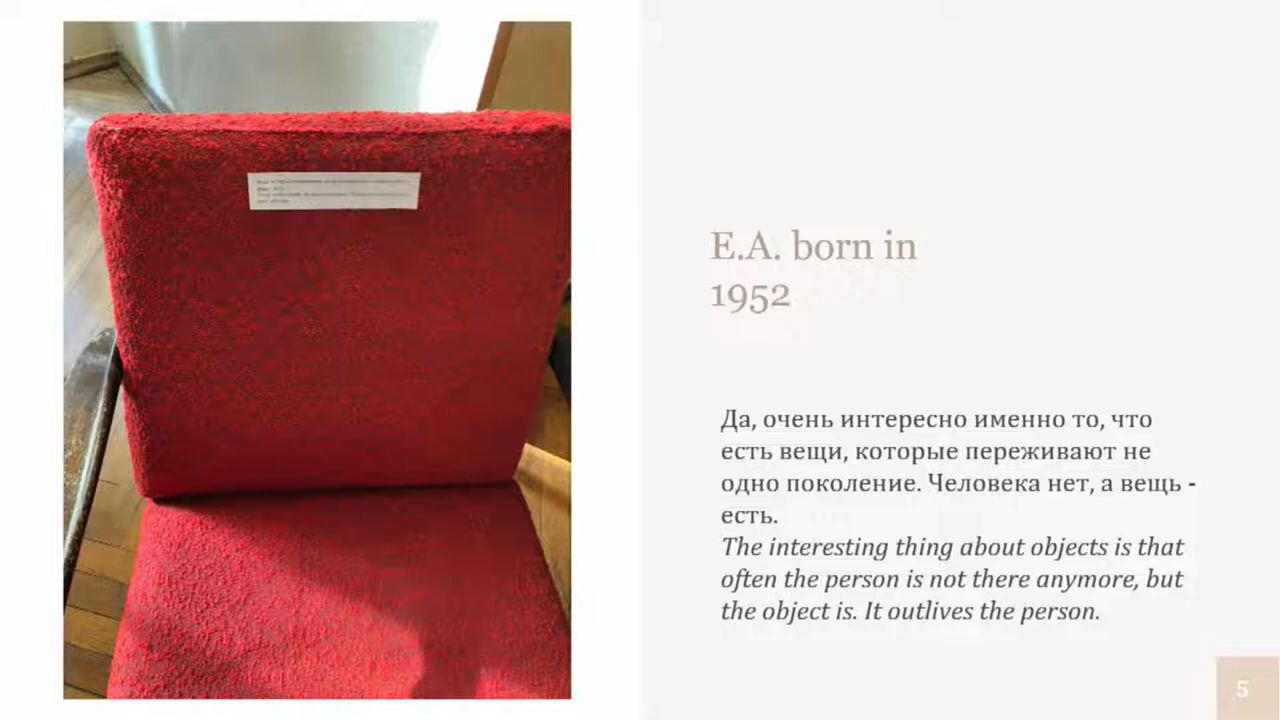 E.A. born in
1952
Да, очень интересно именно то, что
есть вещи, которые переживают не
одно поколение. Человека нет, а вещь -
есть.
The interesting thing about objects is that
often the person is not there anymore, but
the object is. It outlives the person.
5